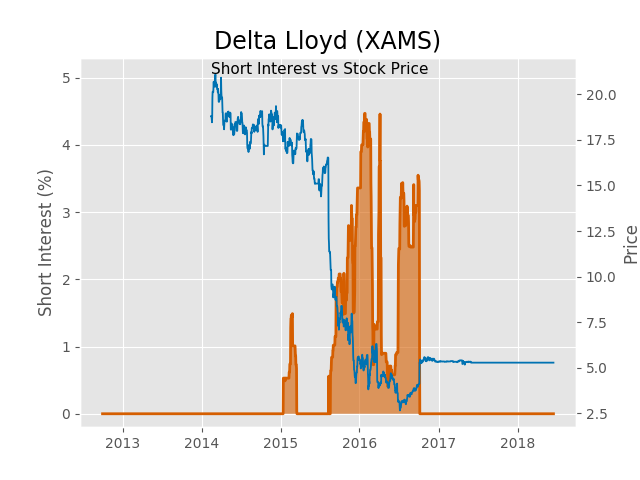 Delta Lloyd (XAMS)
Short Interest vs Stock Price
Short Interest (%)
5
4
3
2
1
0
20.0
17.5
15.0
12.5
10.0
7.5
5.0
2.5
Price
2013 2014 2015 2016 2017 2018